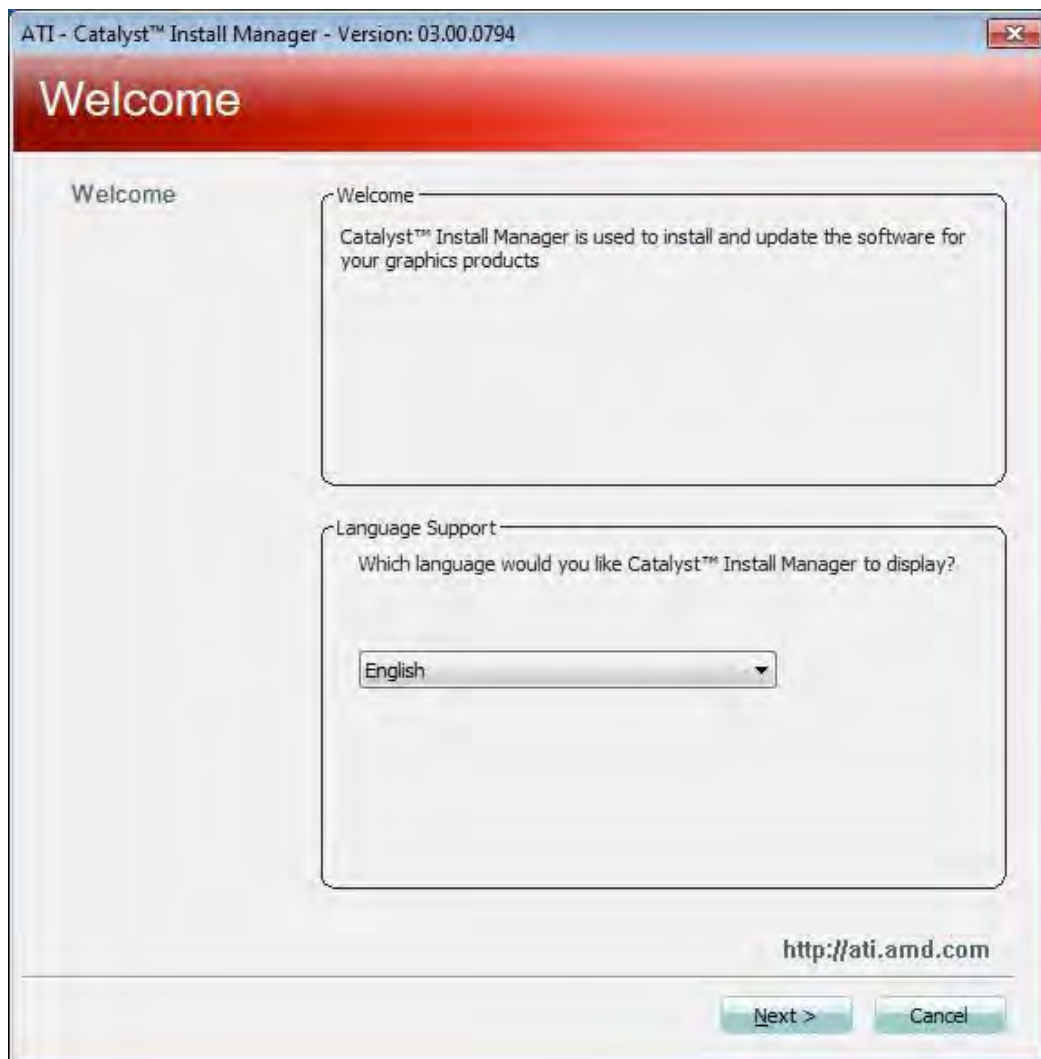 ATI - Catalyst™ Install Manager - Version: 03.00.0794
Welcome
Welcome
Welcome
Catalyst™ Install Manager is used to install and update the software for
your graphics products
Language Support
Which language would you like Catalyst™ Install Manager to display?
English
http://ati.amd.com
Next >
Cancel